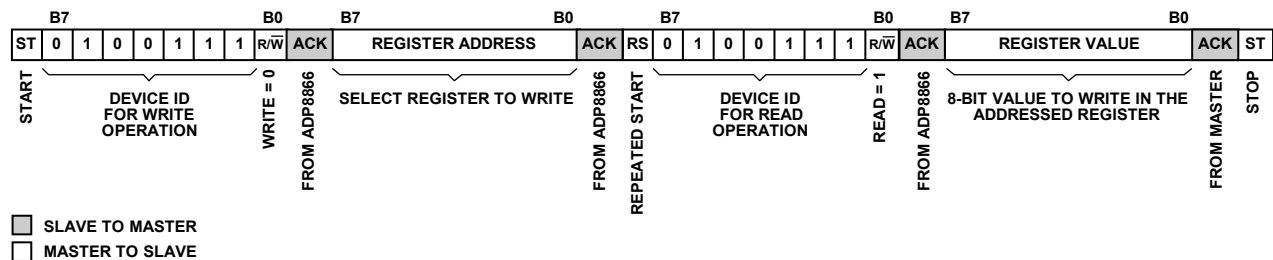 B7 B0 B7 B0 B7 B0 B7 B0
ST 0 1 0 0 1 1 1 R/W̅ ACK REGISTER ADDRESS ACK RS 0 1 0 0 1 1 1 R/W̅ ACK REGISTER VALUE ACK ST
START
DEVICE ID
FOR WRITE
OPERATION
WRITE = 0
FROM ADP8866
SELECT REGISTER TO WRITE
FROM ADP8866
REPEATED START
DEVICE ID
FOR READ
OPERATION
READ = 1
FROM ADP8866
8-BIT VALUE TO WRITE IN THE
ADDRESSED REGISTER
FROM MASTER
STOP
SLAVE TO MASTER
MASTER TO SLAVE